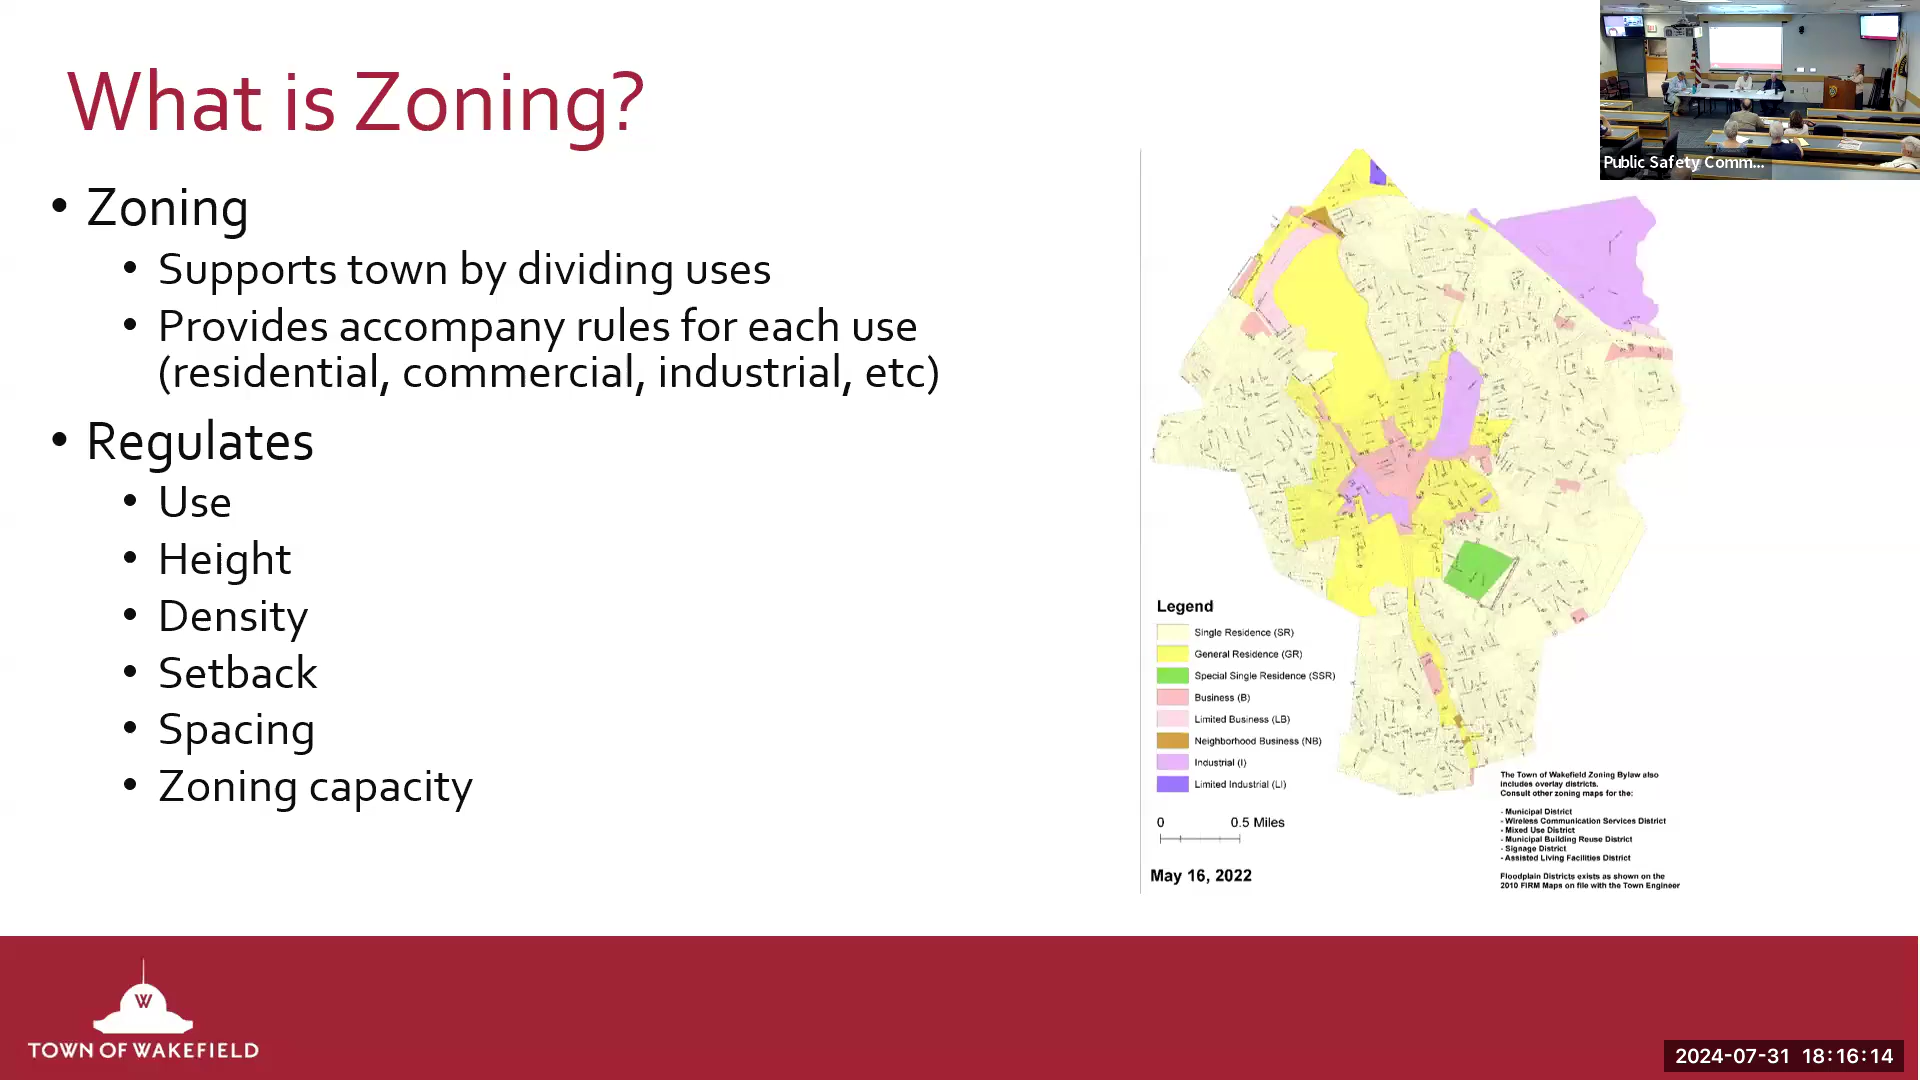 What is Zoning?
• Zoning
• Supports town by dividing uses
• Provides accompany rules for each use
(residential, commercial, industrial, etc)
• Regulates
• Use
• Height
• Density
• Setback
• Spacing
• Zoning capacity
Public Safety Comm...
Legend
Single Residence (SR)
General Residence (GR)
Special Single Residence (SSR)
Business (B)
Limited Business (LB)
Neighborhood Business (NB)
Industrial (I)
Limited Industrial (LI)
0 0.5 Miles
May 16, 2022
The Town of Wakefield Zoning Bylaw also
includes overlay districts.
Consult other zoning maps for the:
- Municipal District
- Wireless Communication Services District
- Mixed Use District
- Municipal Building Reuse District
- Signage District
- Assisted Living Facilities District
Floodplain Districts exists as shown on the
2010 FIRM Maps on file with the Town Engineer
W
TOWN OF WAKEFIELD
2024-07-31 18:16:14